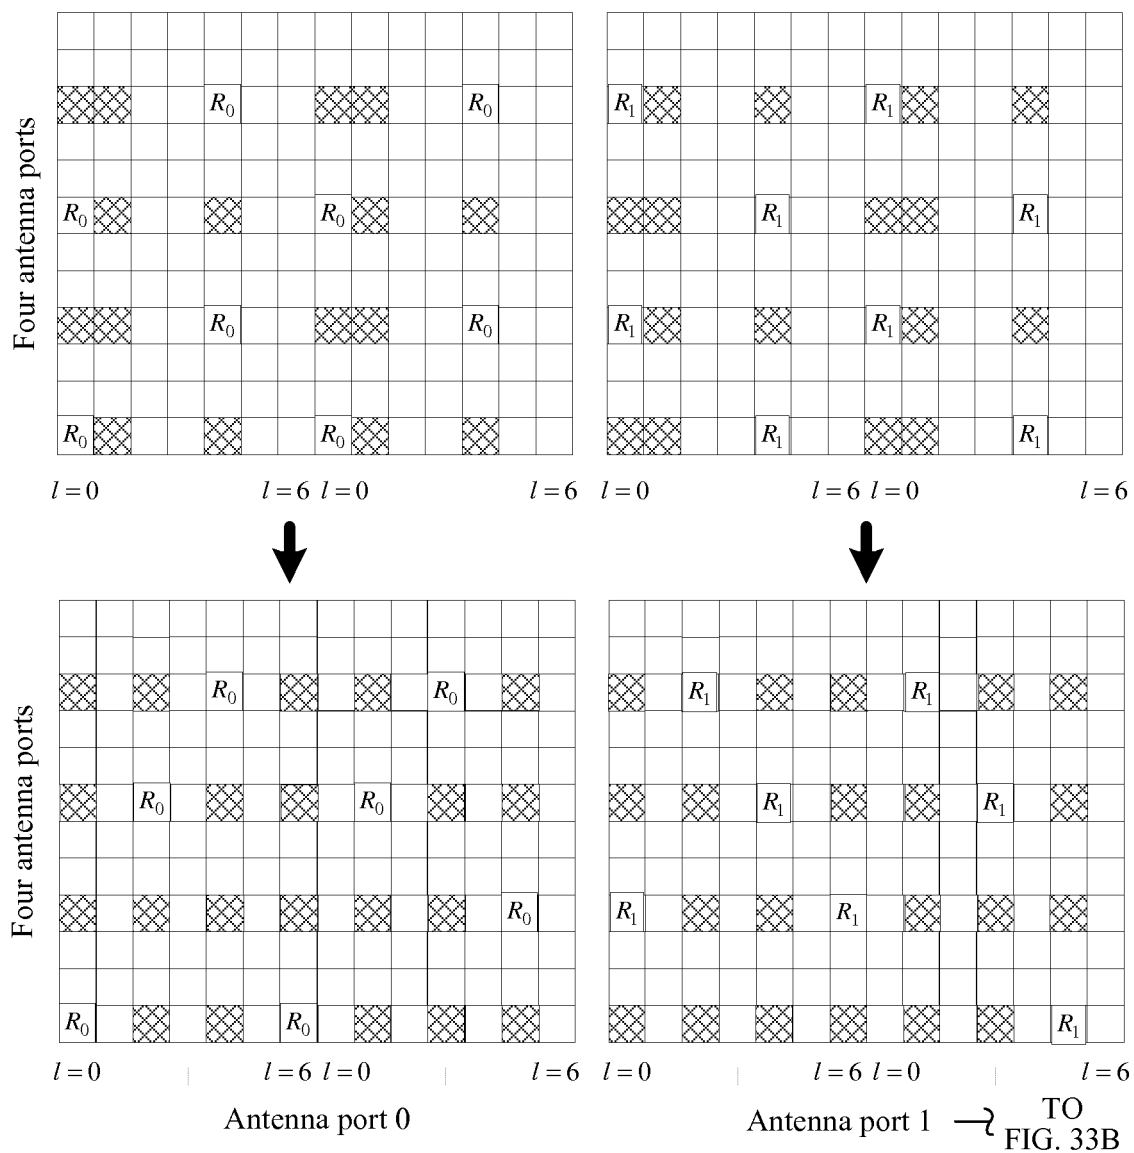 Four antenna ports
R0 R0 R1 R1
R0 R0 R1 R1
R0 R0 R1 R1
R0 R0 R1 R1
l = 0 l = 6 l = 0 l = 6 l = 0 l = 6 l = 0 l = 6
Four antenna ports
R0 R0 R1 R1
R0 R0 R1 R1
R0 R1 R1
R0 R0 R1
l = 0 l = 6 l = 0 l = 6 l = 0 l = 6 l = 0 l = 6
Antenna port 0 Antenna port 1 TO
FIG. 33B